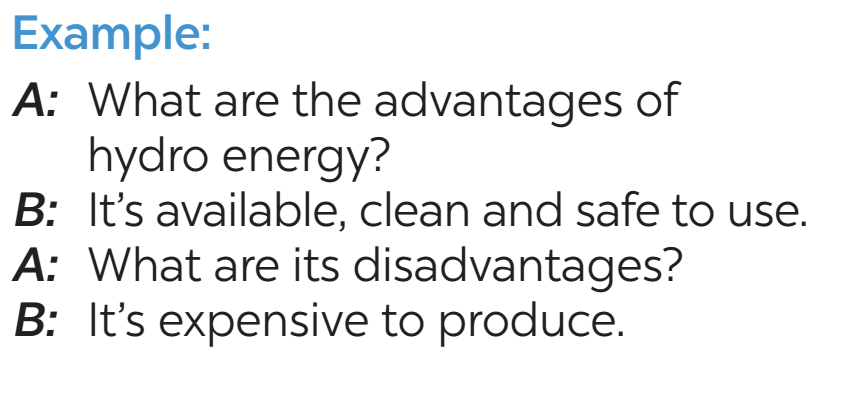 Example:
A: What are the advantages of
hydro energy?
B: It’s available, clean and safe to use.
A: What are its disadvantages?
B: It’s expensive to produce.